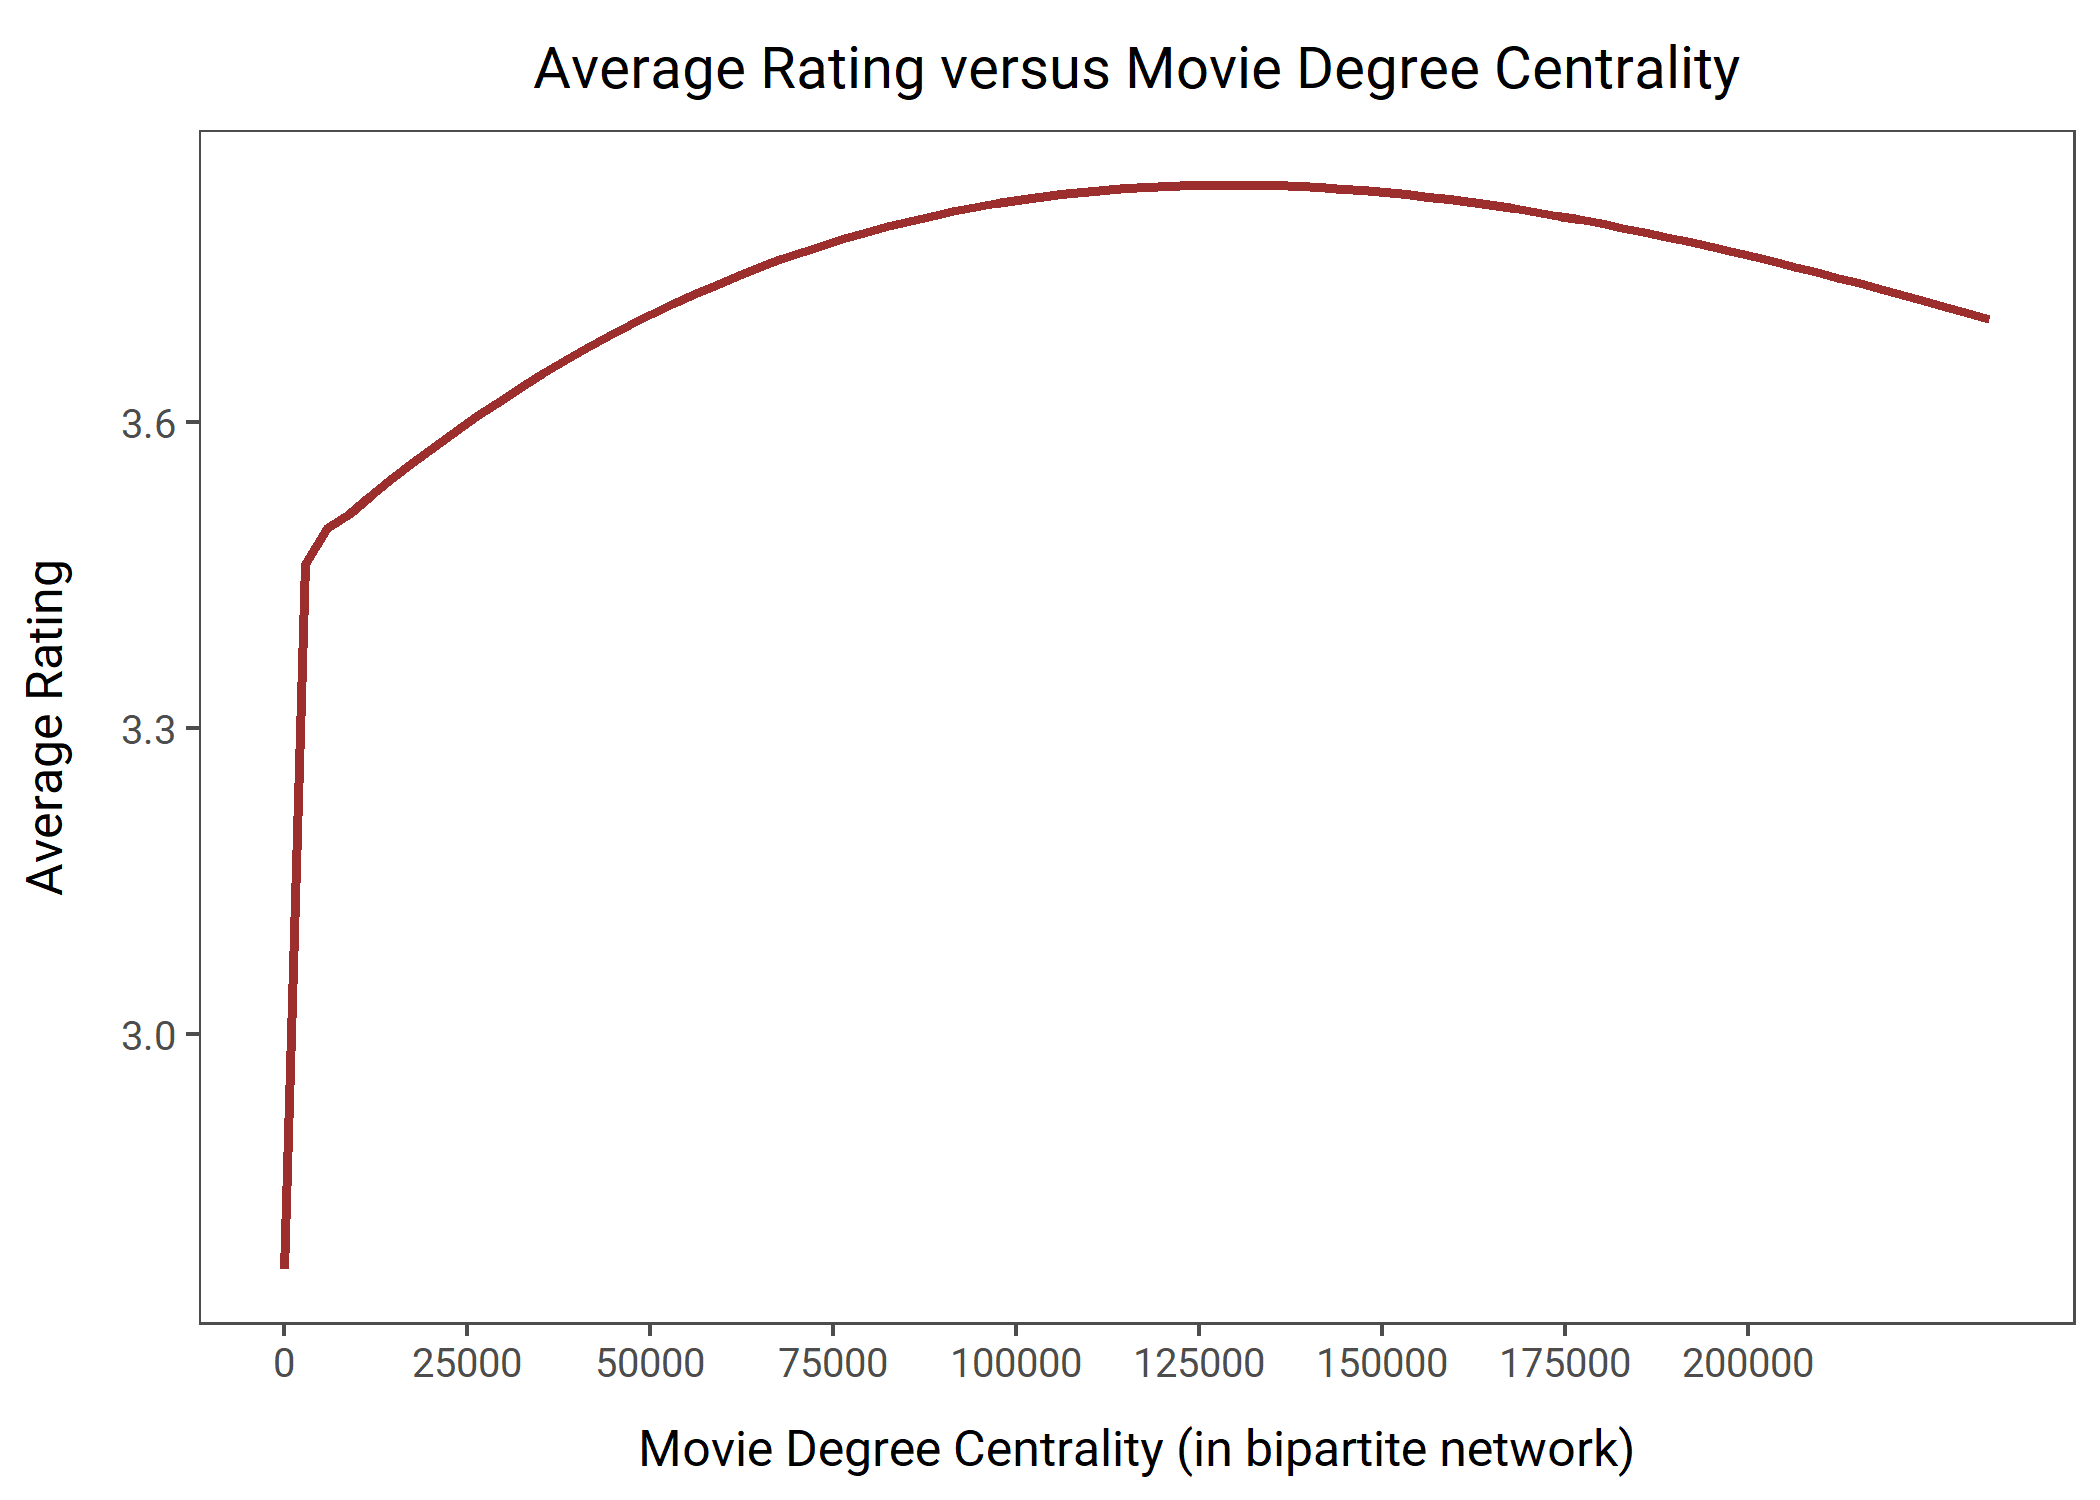 Average Rating versus Movie Degree Centrality
Average Rating
3.6
3.3
3.0
0 25000 50000 75000 100000 125000 150000 175000 200000
Movie Degree Centrality (in bipartite network)